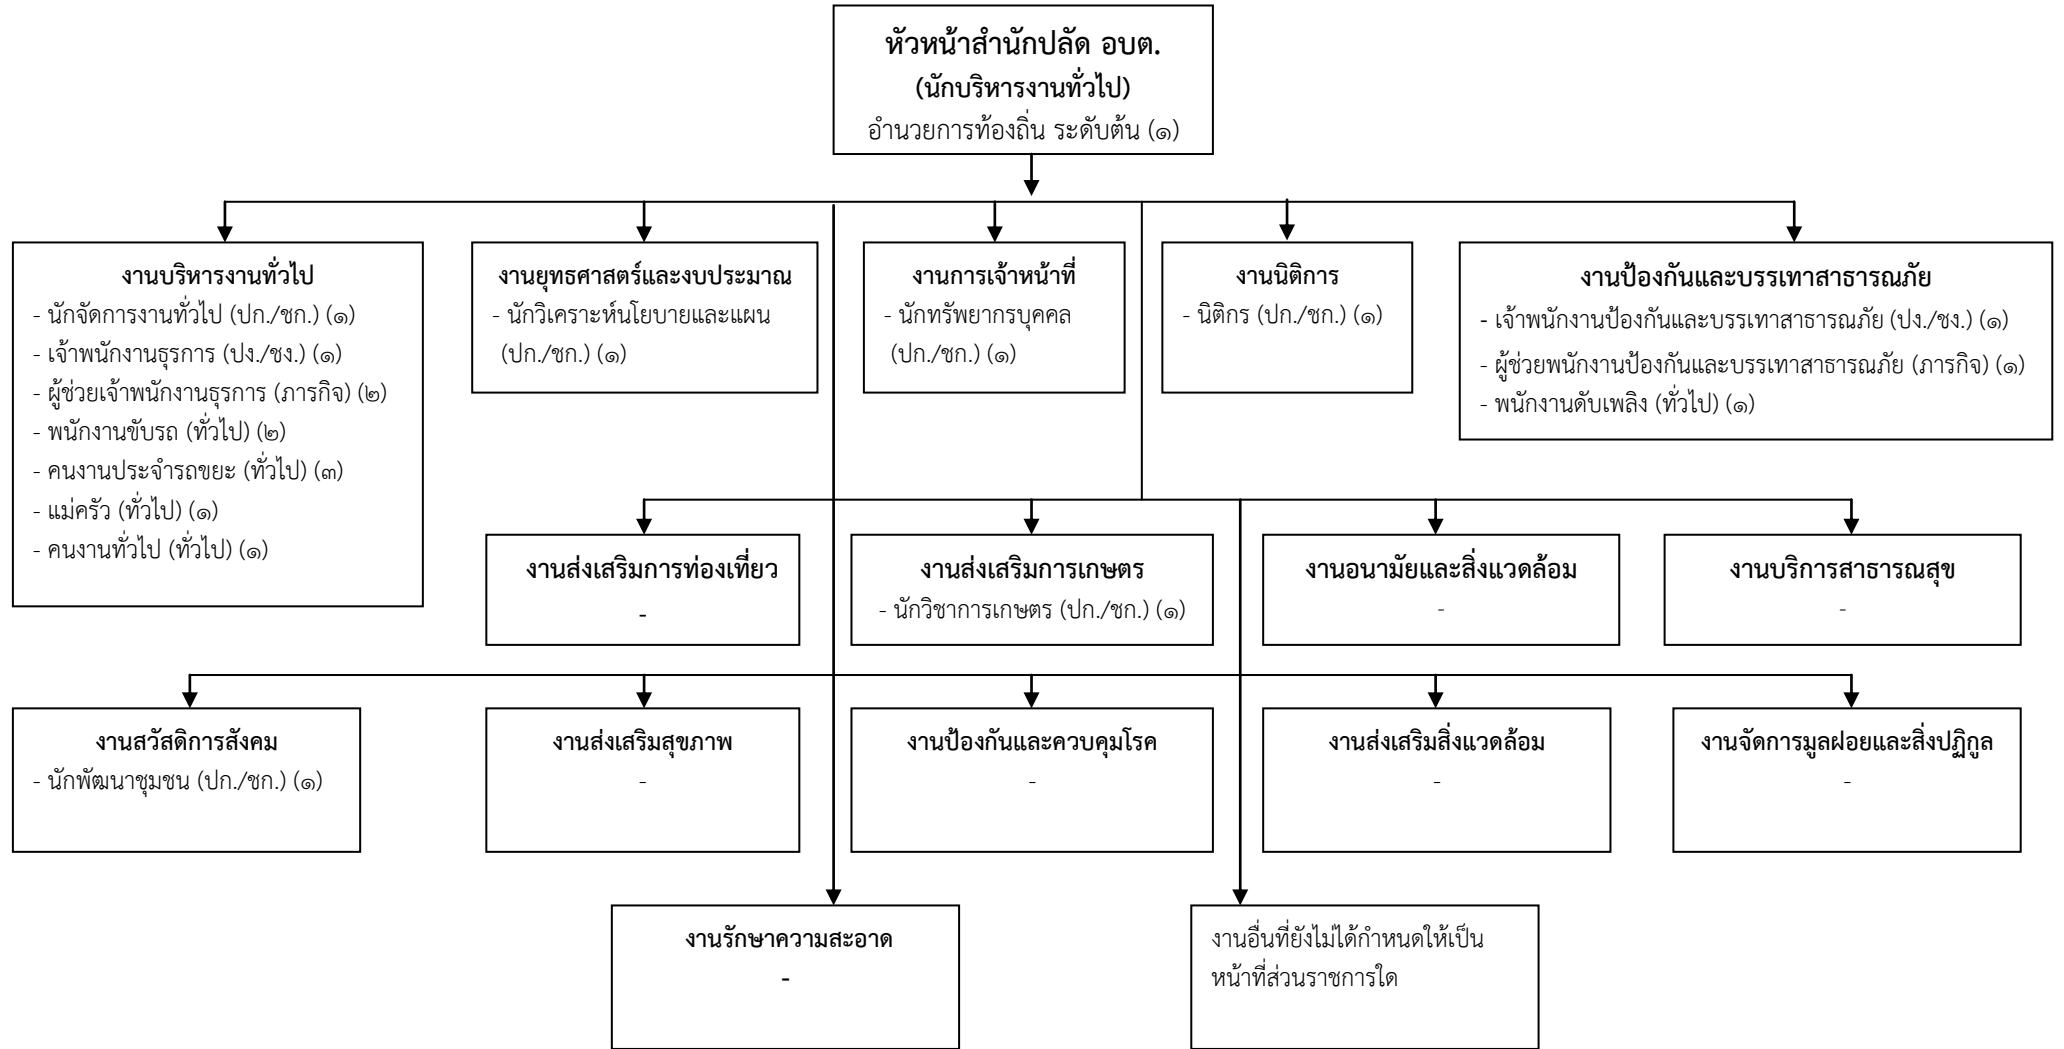 หัวหน้าสำนักปลัด อบต.
(นักบริหารงานทั่วไป)
อำนวยการท้องถิ่น ระดับต้น (๑)
งานบริหารงานทั่วไป
- นักจัดการงานทั่วไป (ปก./ชก.) (๑)
- เจ้าพนักงานธุรการ (ปง./ชง.) (๑)
- ผู้ช่วยเจ้าพนักงานธุรการ (ภารกิจ) (๒)
- พนักงานขับรถ (ทั่วไป) (๒)
- คนงานประจำรถขยะ (ทั่วไป) (๓)
- แม่ครัว (ทั่วไป) (๑)
- คนงานทั่วไป (ทั่วไป) (๑)
งานยุทธศาสตร์และงบประมาณ
- นักวิเคราะห์นโยบายและแผน
(ปก./ชก.) (๑)
งานการเจ้าหน้าที่
- นักทรัพยากรบุคคล
(ปก./ชก.) (๑)
งานนิติการ
- นิติกร (ปก./ชก.) (๑)
งานป้องกันและบรรเทาสาธารณภัย
- เจ้าพนักงานป้องกันและบรรเทาสาธารณภัย (ปง./ชง.) (๑)
- ผู้ช่วยพนักงานป้องกันและบรรเทาสาธารณภัย (ภารกิจ) (๑)
- พนักงานดับเพลิง (ทั่วไป) (๑)
งานส่งเสริมการท่องเที่ยว
-
งานส่งเสริมการเกษตร
- นักวิชาการเกษตร (ปก./ชก.) (๑)
งานอนามัยและสิ่งแวดล้อม
-
งานบริการสาธารณสุข
-
งานสวัสดิการสังคม
- นักพัฒนาชุมชน (ปก./ชก.) (๑)
งานส่งเสริมสุขภาพ
-
งานป้องกันและควบคุมโรค
-
งานส่งเสริมสิ่งแวดล้อม
-
งานจัดการมูลฝอยและสิ่งปฏิกูล
-
งานรักษาความสะอาด
-
งานอื่นที่ยังไม่ได้กำหนดให้เป็น
หน้าที่ส่วนราชการใด